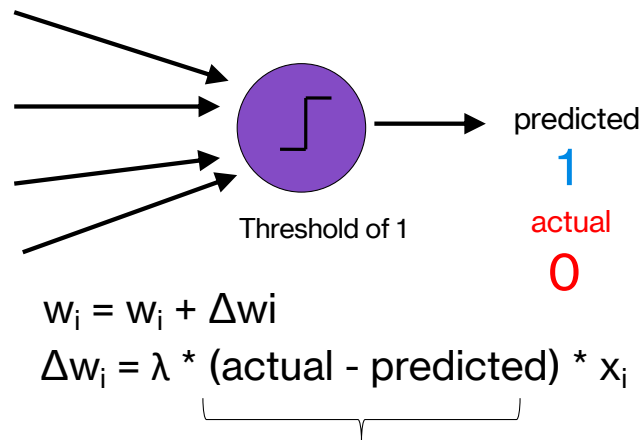 predicted
1
Threshold of 1
actual
0
wᵢ = wᵢ + Δwi
Δwᵢ = λ * (actual - predicted) * xᵢ